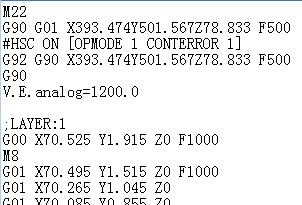 M22
G90 G01 X393.474Y501.567Z78.833 F500
#HSC ON [OPMODE 1 CONTERROR 1]
G92 G90 X393.474Y501.567Z78.833 F500
G90
V.E.analog=1200.0
;LAYER:1
G00 X70.525 Y1.915 Z0 F1000
M8
G01 X70.495 Y1.515 Z0 F1000
G01 X70.265 Y1.045 Z0
G01 X70.085 Y0.855 Z0